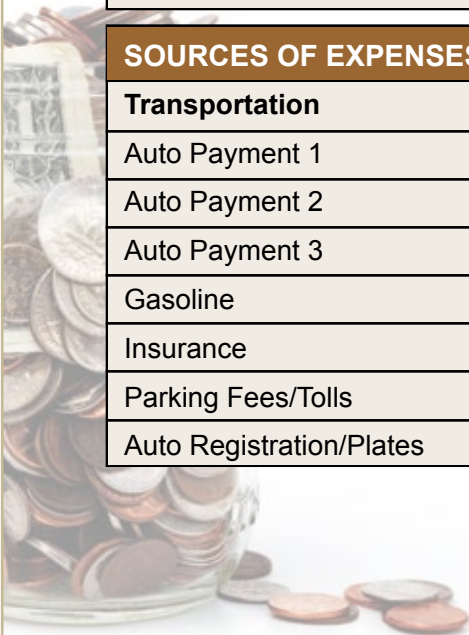 SOURCES OF EXPENSES
Transportation
Auto Payment 1
Auto Payment 2
Auto Payment 3
Gasoline
Insurance
Parking Fees/Tolls
Auto Registration/Plates